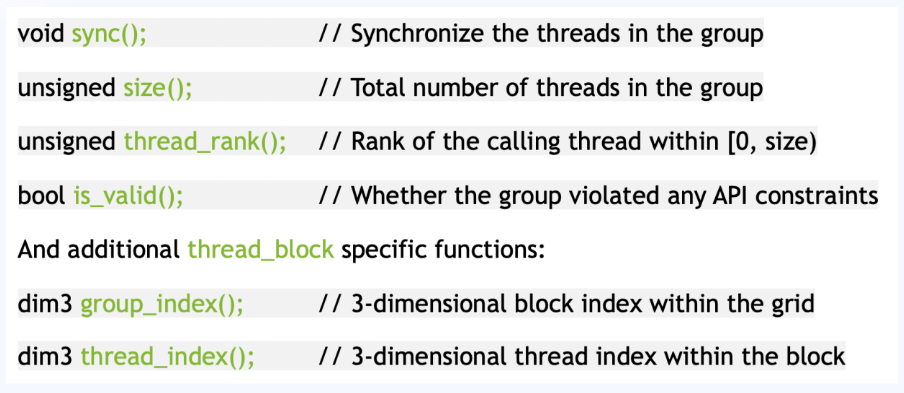 void sync(); // Synchronize the threads in the group
unsigned size(); // Total number of threads in the group
unsigned thread_rank(); // Rank of the calling thread within [0, size)
bool is_valid(); // Whether the group violated any API constraints
And additional thread_block specific functions:
dim3 group_index(); // 3-dimensional block index within the grid
dim3 thread_index(); // 3-dimensional thread index within the block